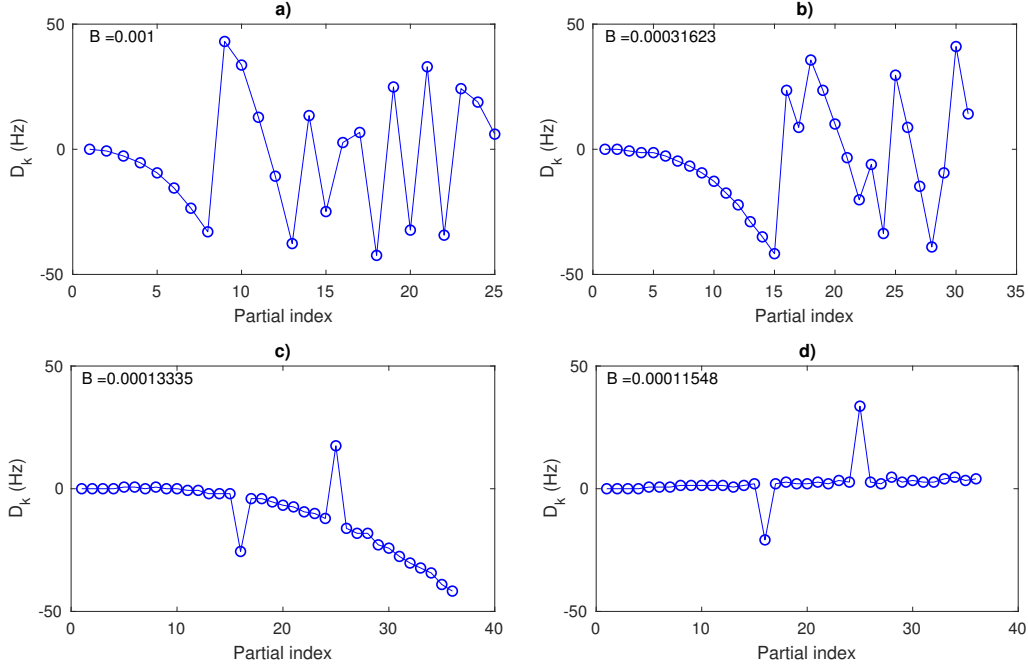 a)
B =0.001
50
0
-50
D_k (Hz)
0 5 10 15 20 25
Partial index
b)
B =0.00031623
50
0
-50
D_k (Hz)
0 5 10 15 20 25 30 35
Partial index
c)
B =0.00013335
50
0
-50
D_k (Hz)
0 10 20 30 40
Partial index
d)
B =0.00011548
50
0
-50
D_k (Hz)
0 10 20 30 40
Partial index